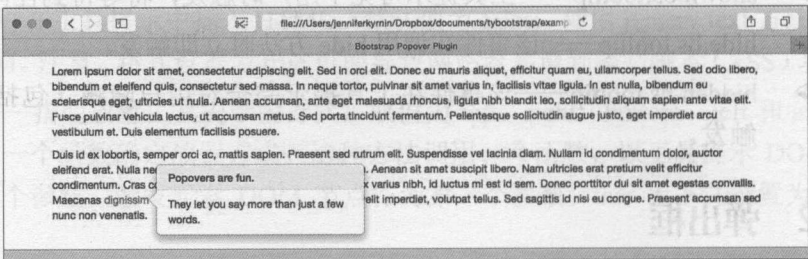 file:///Users/jenniferkyrnin/Dropbox/documents/tybootstrap/examp
Bootstrap Popover Plugin
Lorem ipsum dolor sit amet, consectetur adipiscing elit. Sed in orci elit. Donec eu mauris aliquet, efficitur quam eu, ullamcorper tellus. Sed odio libero,
bibendum et eleifend quis, consectetur sed massa. In neque tortor, pulvinar sit amet varius in, facilisis vitae ligula. In est nulla, bibendum eu
scelerisque eget, ultricies ut nulla. Aenean accumsan, ante eget malesuada rhoncus, ligula nibh blandit leo, sollicitudin aliquam sapien ante vitae elit.
Fusce pulvinar vehicula lectus, ut accumsan metus. Sed porta tincidunt fermentum. Pellentesque sollicitudin augue justo, eget imperdiet arcu
vestibulum et. Duis elementum facilisis posuere.
Duis id ex lobortis, semper orci ac, mattis sapien. Praesent sed rutrum elit. Suspendisse vel lacinia diam. Nullam id condimentum dolor, auctor
eleifend erat. Nulla nec . Aenean sit amet suscipit libero. Nam ultricies erat pretium velit efficitur
condimentum. Cras x varius nibh, id luctus mi est id sem. Donec porttitor dui sit amet egestas convallis.
Maecenas dignissim elit imperdiet, volutpat tellus. Sed sagittis id nisi eu congue. Praesent accumsan sed
nunc non venenatis.
Popovers are fun.
They let you say more than just a few
words.